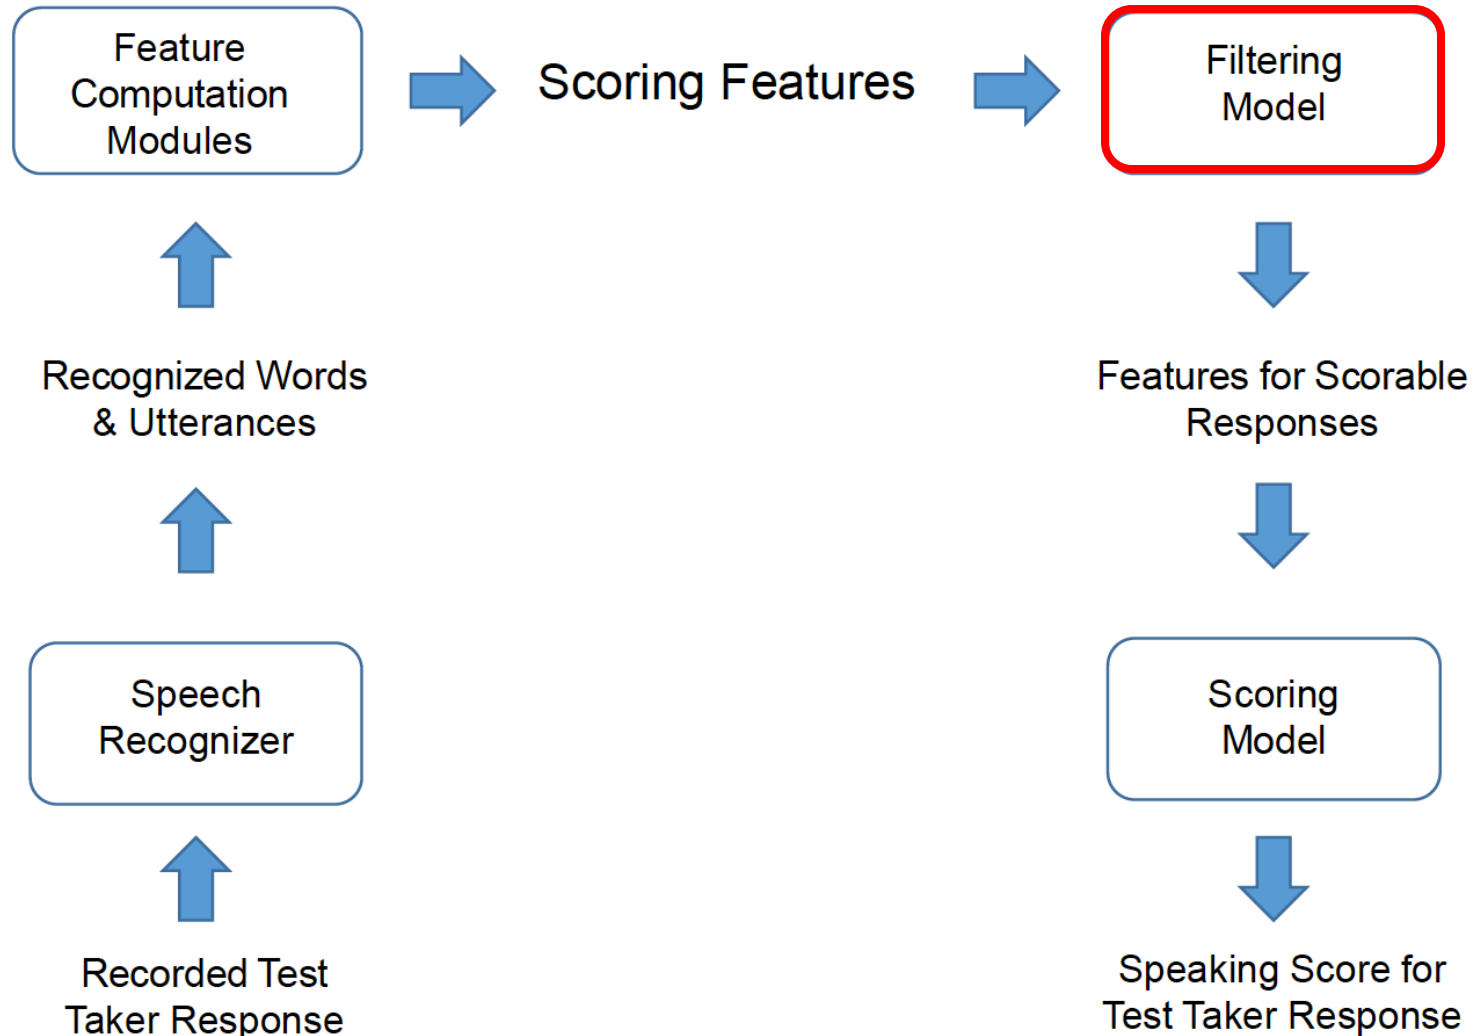 Feature
Computation
Modules
Scoring Features
Filtering
Model
Recognized Words
& Utterances
Features for Scorable
Responses
Speech
Recognizer
Scoring
Model
Recorded Test
Taker Response
Speaking Score for
Test Taker Response